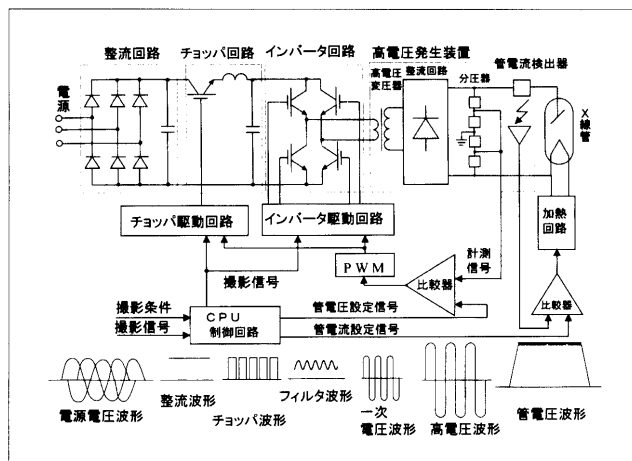 整流回路
チョッパ回路
インバータ回路
高電圧発生装置
高電圧変圧器
整流回路
分圧器
管電流検出器
電源
X線管
チョッパ駆動回路
インバータ駆動回路
加熱回路
計測信号
PWM
比較器
比較器
撮影信号
撮影条件
撮影信号
CPU
制御回路
管電圧設定信号
管電流設定信号
電源電圧波形
整流波形
チョッパ波形
フィルタ波形
一次電圧波形
高電圧波形
管電圧波形